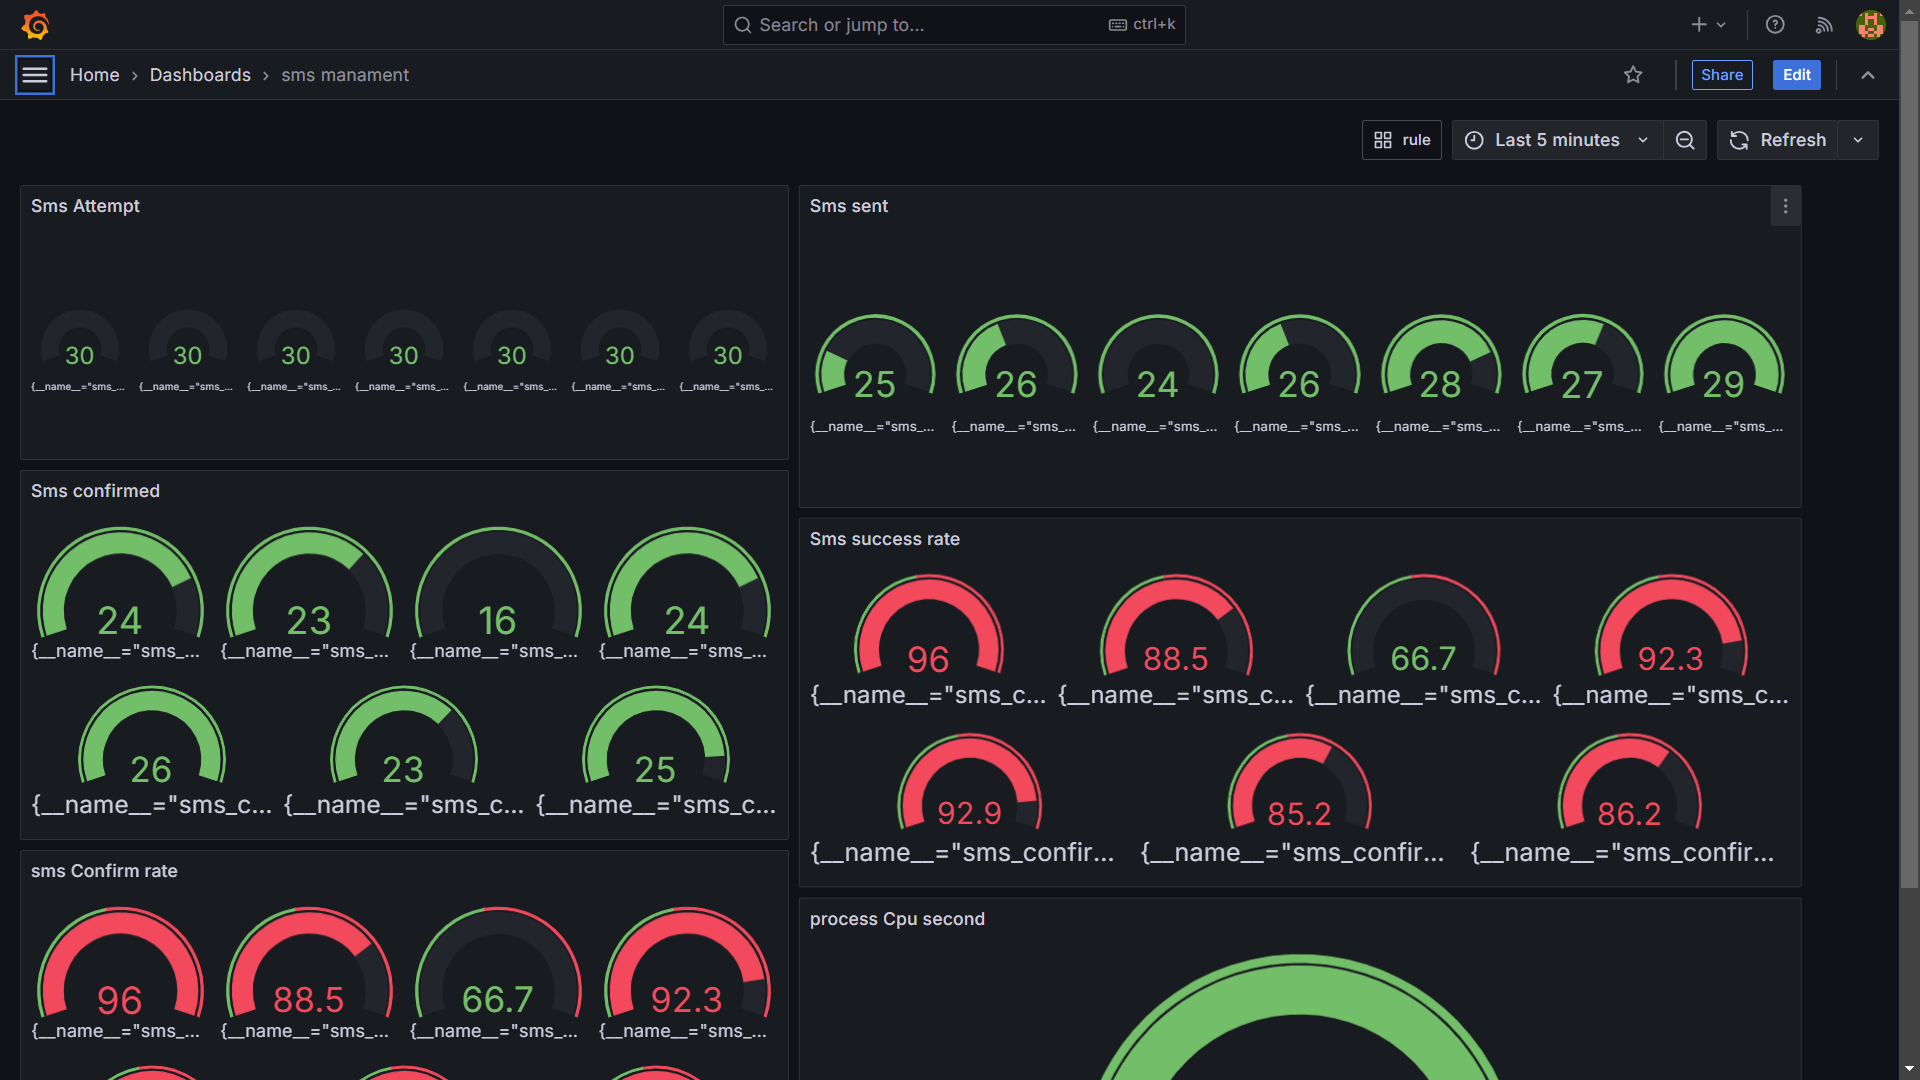 Search or jump to...
ctrl+k
Home › Dashboards › sms manament
Share
Edit
rule
Last 5 minutes
Refresh
Sms Attempt
30 30 30 30 30 30 30
{__name__="sms_... {__name__="sms_... {__name__="sms_... {__name__="sms_... {__name__="sms_... {__name__="sms_... {__name__="sms_...
Sms sent
25 26 24 26 28 27 29
{__name__="sms_... {__name__="sms_... {__name__="sms_... {__name__="sms_... {__name__="sms_... {__name__="sms_... {__name__="sms_...
Sms confirmed
24 23 16 24
{__name__="sms_... {__name__="sms_... {__name__="sms_... {__name__="sms_...
26 23 25
{__name__="sms_c... {__name__="sms_c... {__name__="sms_c...
Sms success rate
96 88.5 66.7 92.3
{__name__="sms_c... {__name__="sms_c... {__name__="sms_c... {__name__="sms_c...
92.9 85.2 86.2
{__name__="sms_confir... {__name__="sms_confir... {__name__="sms_confir...
sms Confirm rate
96 88.5 66.7 92.3
{__name__="sms_... {__name__="sms_... {__name__="sms_... {__name__="sms_...
process Cpu second